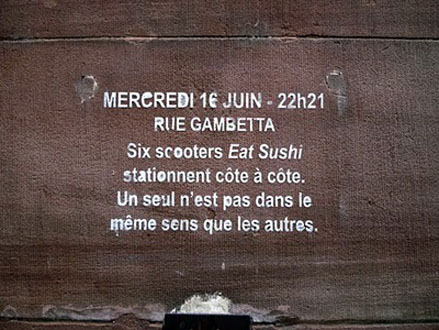 MERCREDI 16 JUIN - 22h21
RUE GAMBETTA
Six scooters Eat Sushi
stationnent côte à côte.
Un seul n'est pas dans le
même sens que les autres.